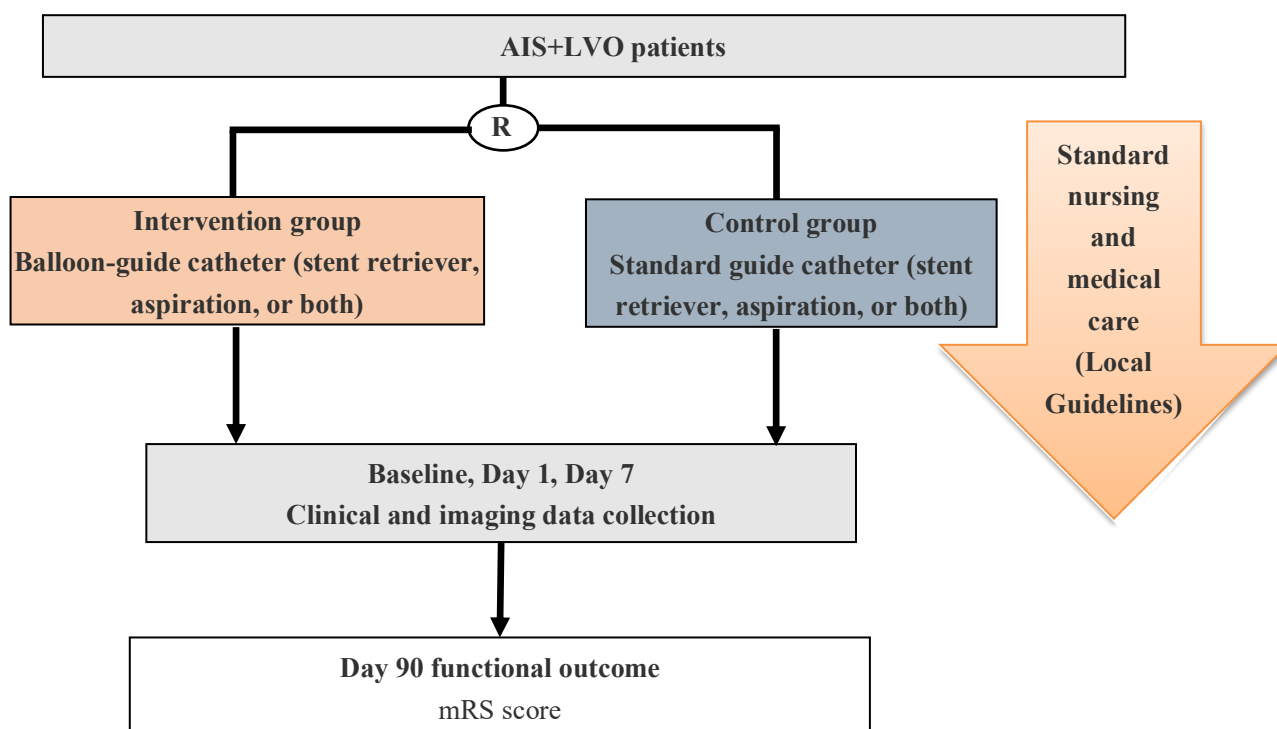 AIS+LVO patients
R
Intervention group
Balloon-guide catheter (stent retriever,
aspiration, or both)
Control group
Standard guide catheter (stent
retriever, aspiration, or both)
Standard
nursing
and
medical
care
(Local
Guidelines)
Baseline, Day 1, Day 7
Clinical and imaging data collection
Day 90 functional outcome
mRS score